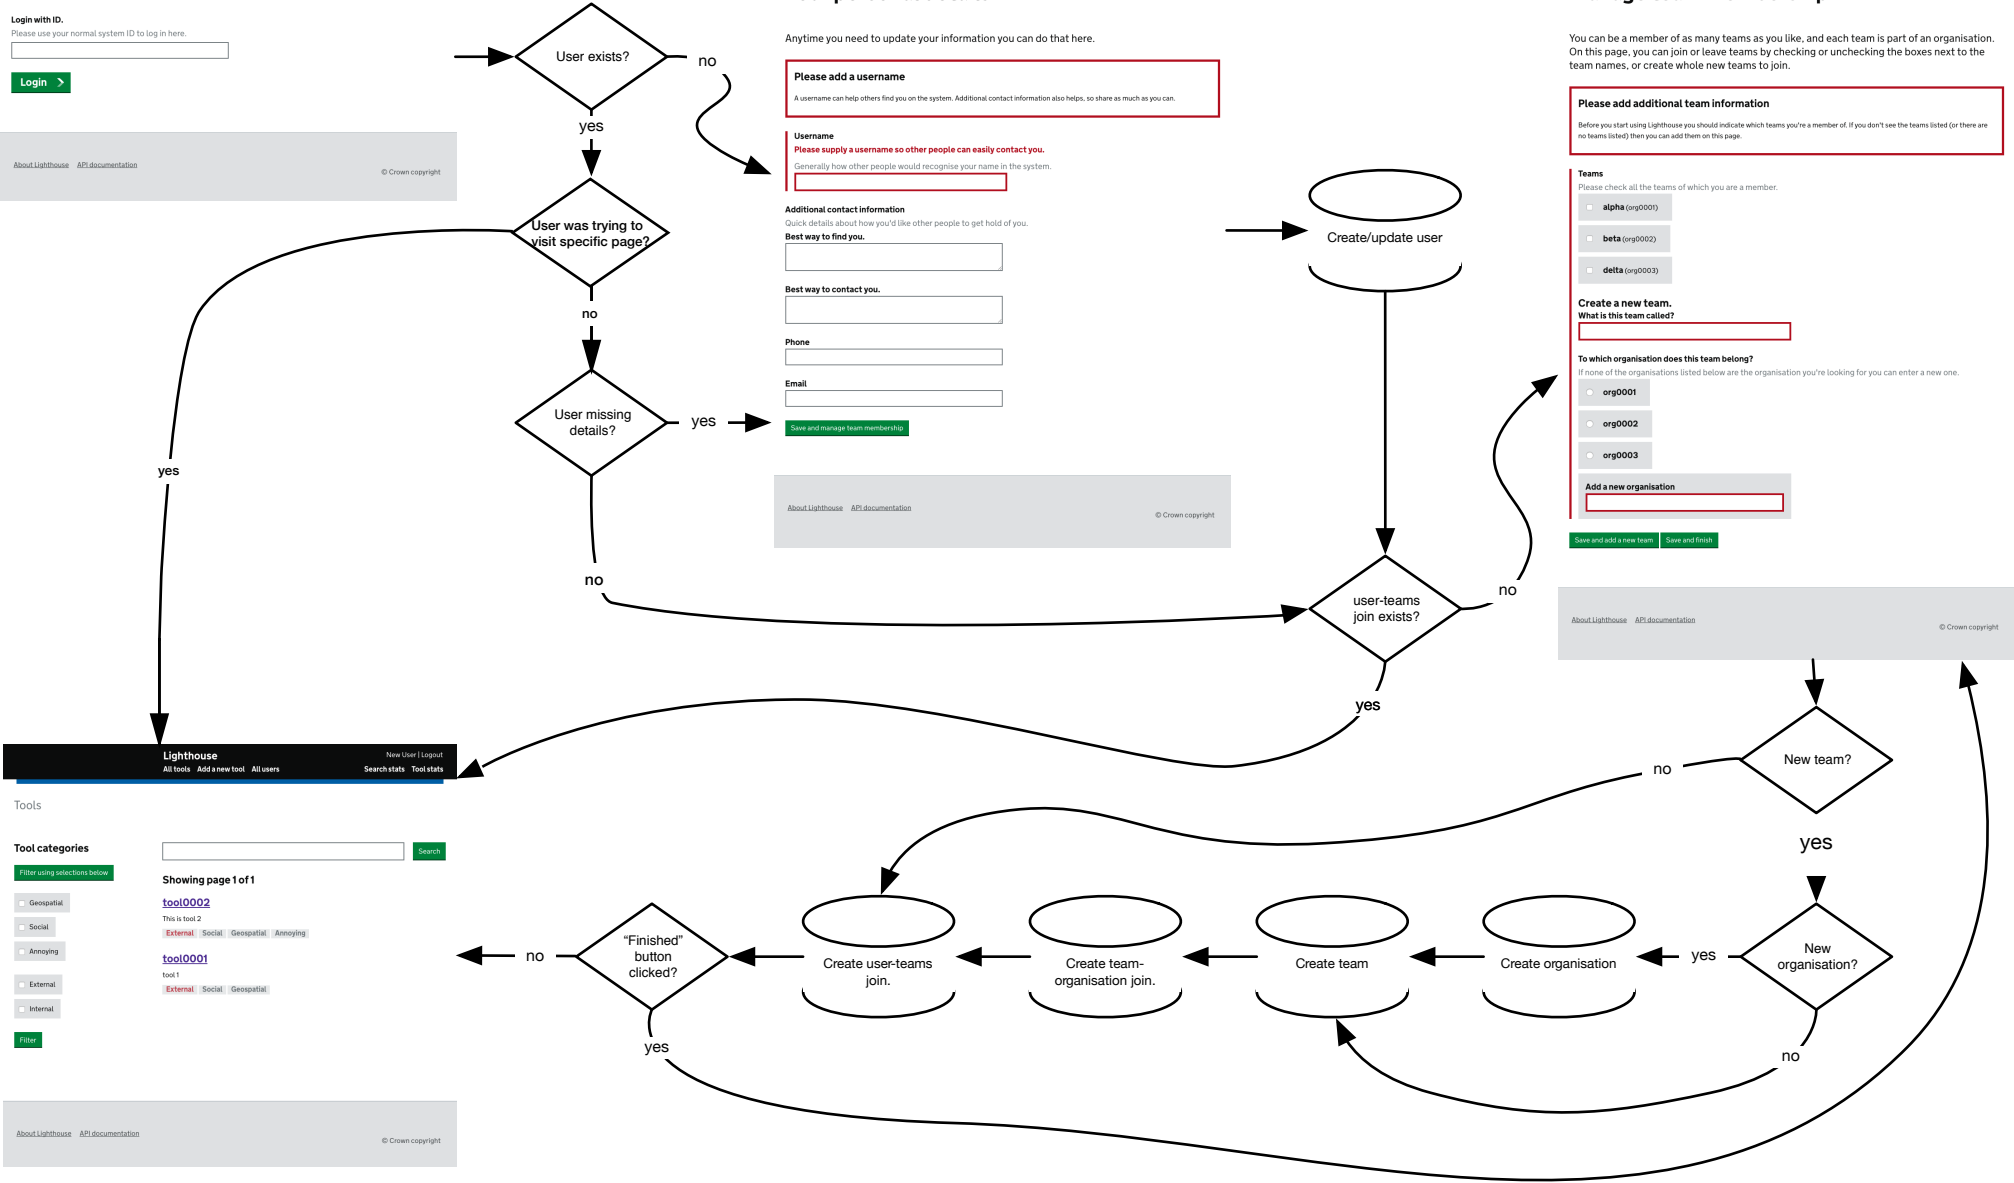 Login with ID.
Please use your normal system ID to log in here.
Login
About Lighthouse API documentation
© Crown copyright
User exists?
no
yes
User was trying to
visit specific page?
yes
no
User missing
details?
yes
no
Anytime you need to update your information you can do that here.
Please add a username
A username can help others find you on the system. Additional contact information also helps, so share as much as you can.
Username
Please supply a username so other people can easily contact you.
Generally how other people would recognise your name in the system.
Additional contact information
Quick details about how you'd like other people to get hold of you.
Best way to find you.
Best way to contact you.
Phone
Email
Save and manage team membership
About Lighthouse API documentation
© Crown copyright
Create/update user
user-teams
join exists?
no
yes
You can be a member of as many teams as you like, and each team is part of an organisation.
On this page, you can join or leave teams by checking or unchecking the boxes next to the
team names, or create whole new teams to join.
Please add additional team information
Before you start using Lighthouse you should indicate which teams you're a member of. If you don't see the teams listed (or there are
no teams listed) then you can add them on this page.
Teams
Please check all the teams of which you are a member.
alpha (org0001)
beta (org0002)
delta (org0003)
Create a new team.
What is this team called?
To which organisation does this team belong?
If none of the organisations listed below are the organisation you're looking for you can enter a new one.
org0001
org0002
org0003
Add a new organisation
Save and add a new team Save and finish
About Lighthouse API documentation
© Crown copyright
New team?
no
yes
New
organisation?
yes
no
Create organisation
Create team
Create team-
organisation join.
Create user-teams
join.
“Finished”
button
clicked?
no
yes
Lighthouse
New User | Logout
All tools Add a new tool All users
Search stats Tool stats
Tools
Tool categories
Filter using selections below
Geospatial
Social
Annoying
External
Internal
Filter
Search
Showing page 1 of 1
tool0002
This is tool 2
External Social Geospatial Annoying
tool0001
tool 1
External Social Geospatial
About Lighthouse API documentation
© Crown copyright